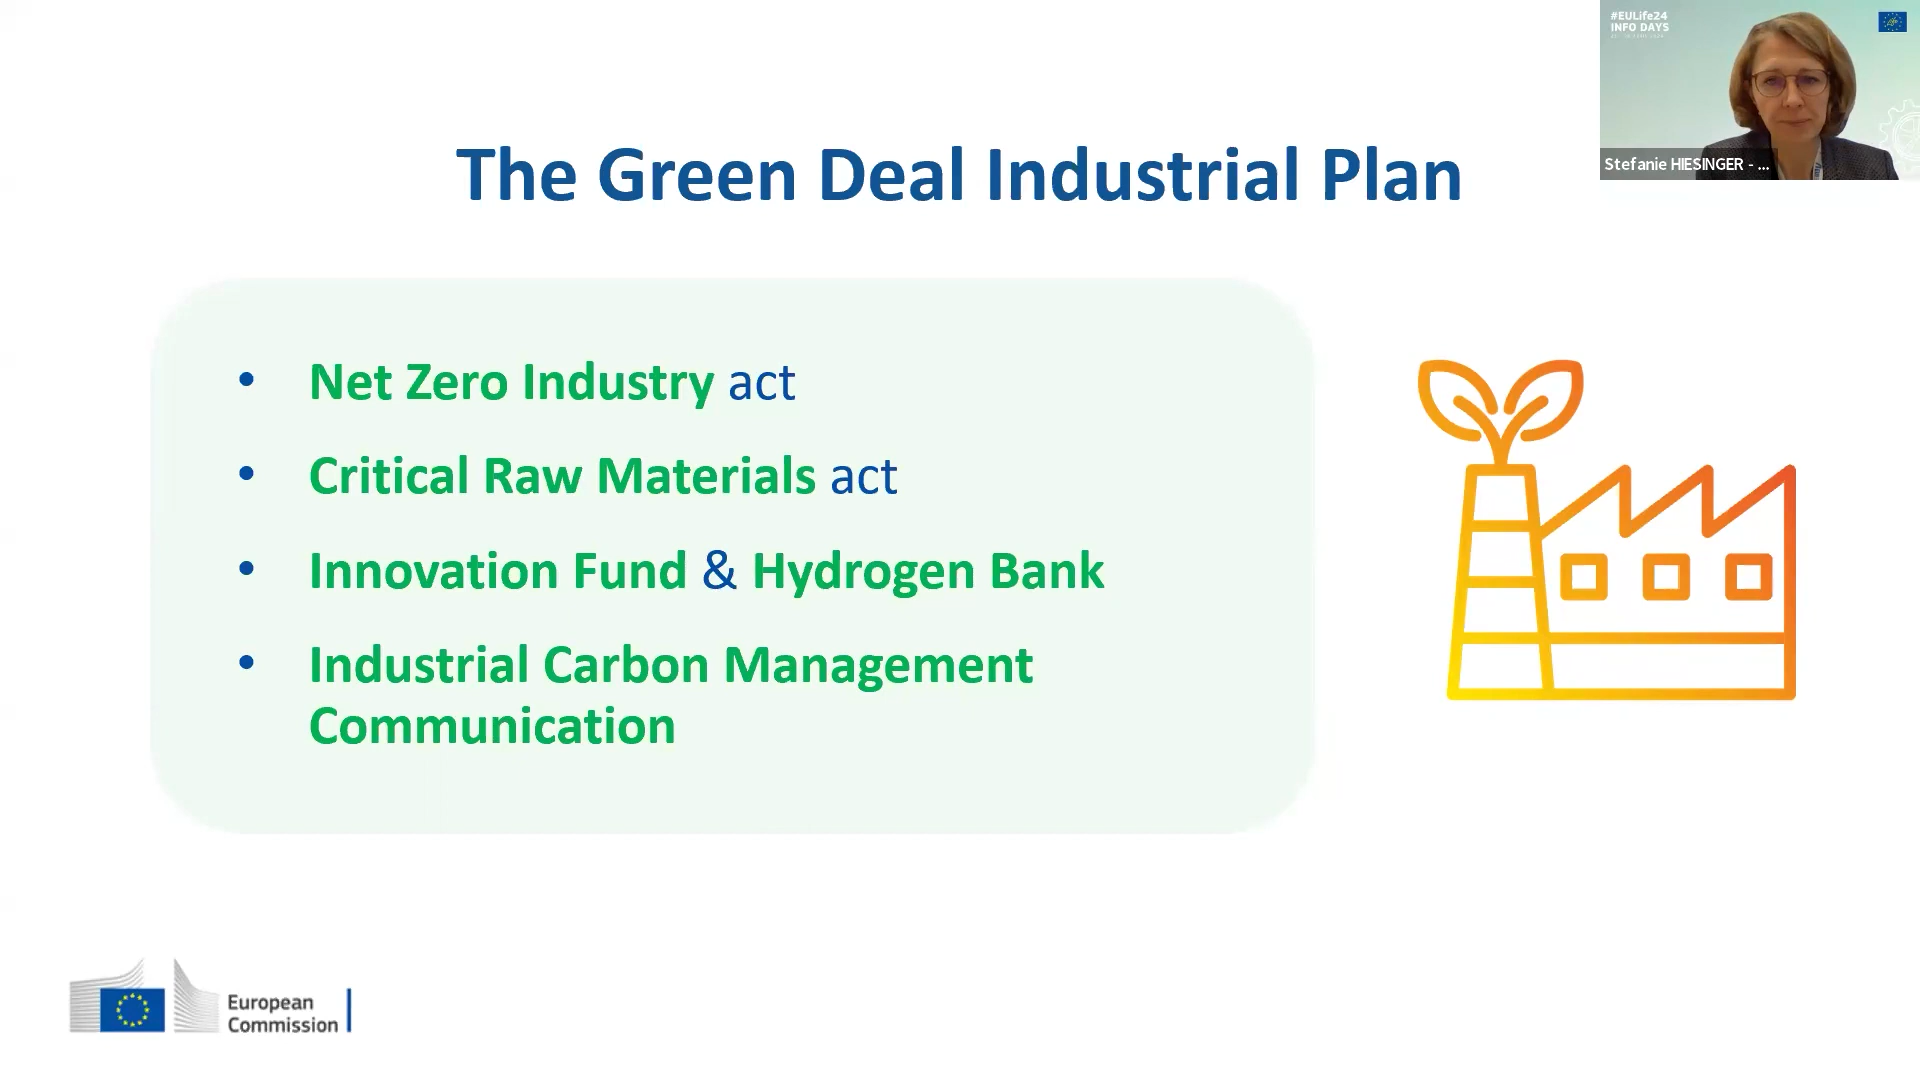 #EULife24
INFO DAYS
Stefanie HIESINGER - ...
The Green Deal Industrial Plan
• Net Zero Industry act
• Critical Raw Materials act
• Innovation Fund & Hydrogen Bank
• Industrial Carbon Management
Communication
European
Commission